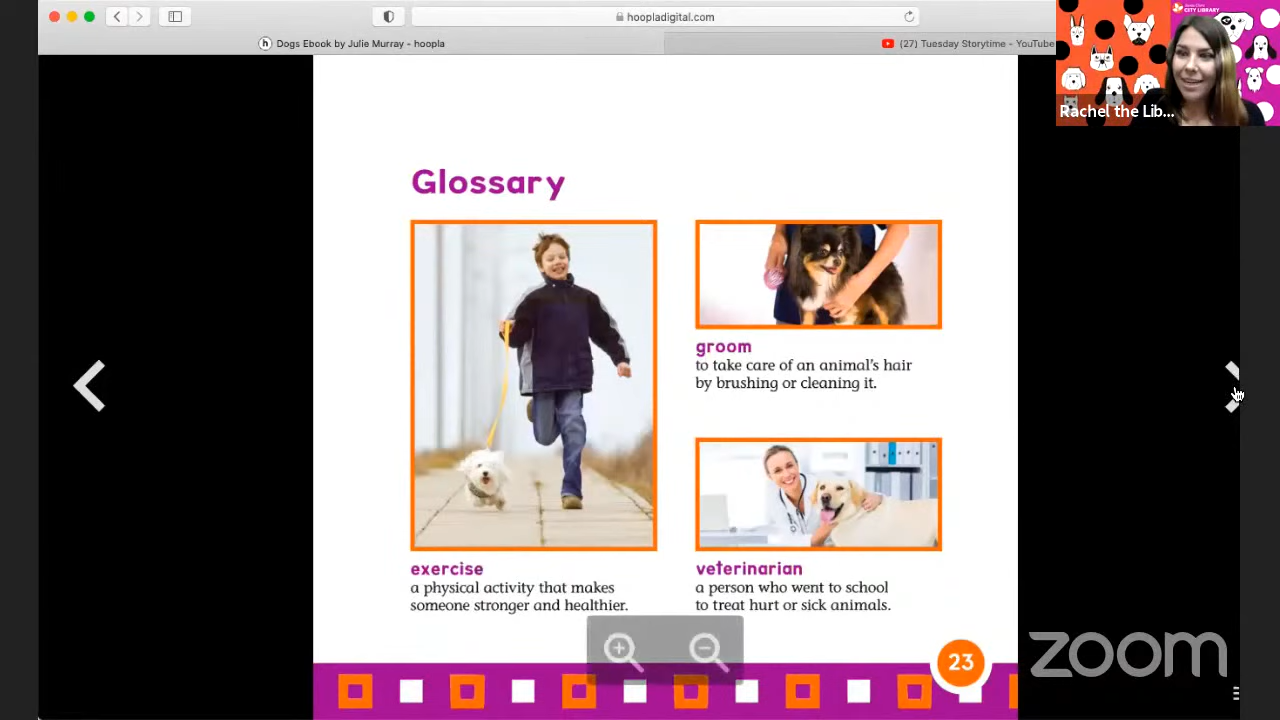 hoopladigital.com
h Dogs Ebook by Julie Murray - hoopla
(27) Tuesday Storytime - YouTube
CITY LIBRARY
Rachel the Lib...
Glossary
exercise
a physical activity that makes
someone stronger and healthier.
groom
to take care of an animal's hair
by brushing or cleaning it.
veterinarian
a person who went to school
to treat hurt or sick animals.
23
zoom